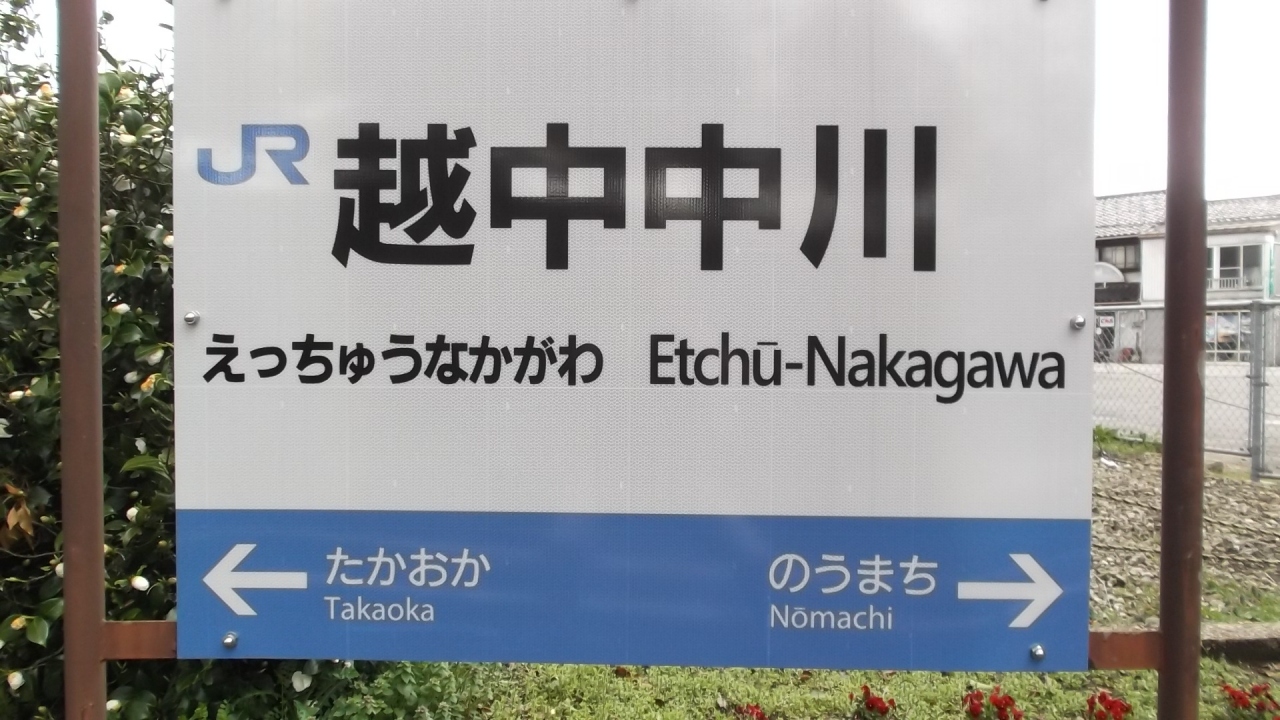 JR 越中中川
えっちゅうなかがわ Etchū-Nakagawa
← たかおか のうまち →
Takaoka Nōmachi